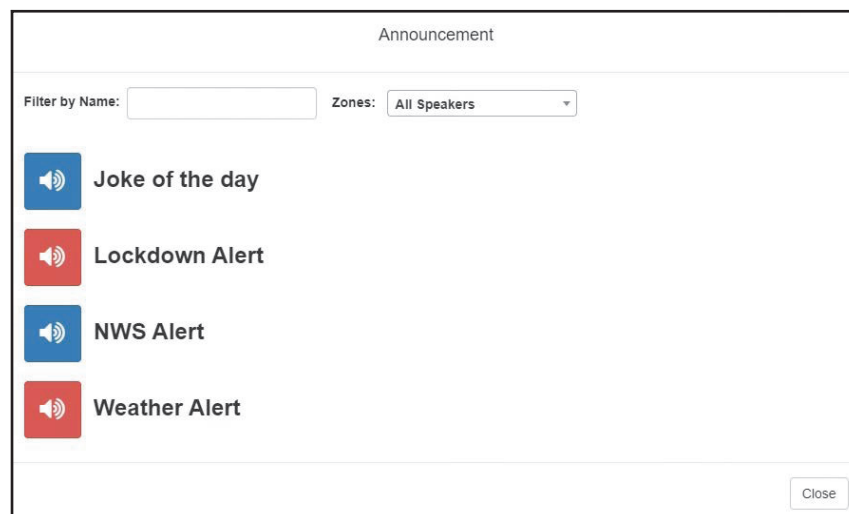 Announcement
Filter by Name: Zones: All Speakers
Joke of the day
Lockdown Alert
NWS Alert
Weather Alert
Close